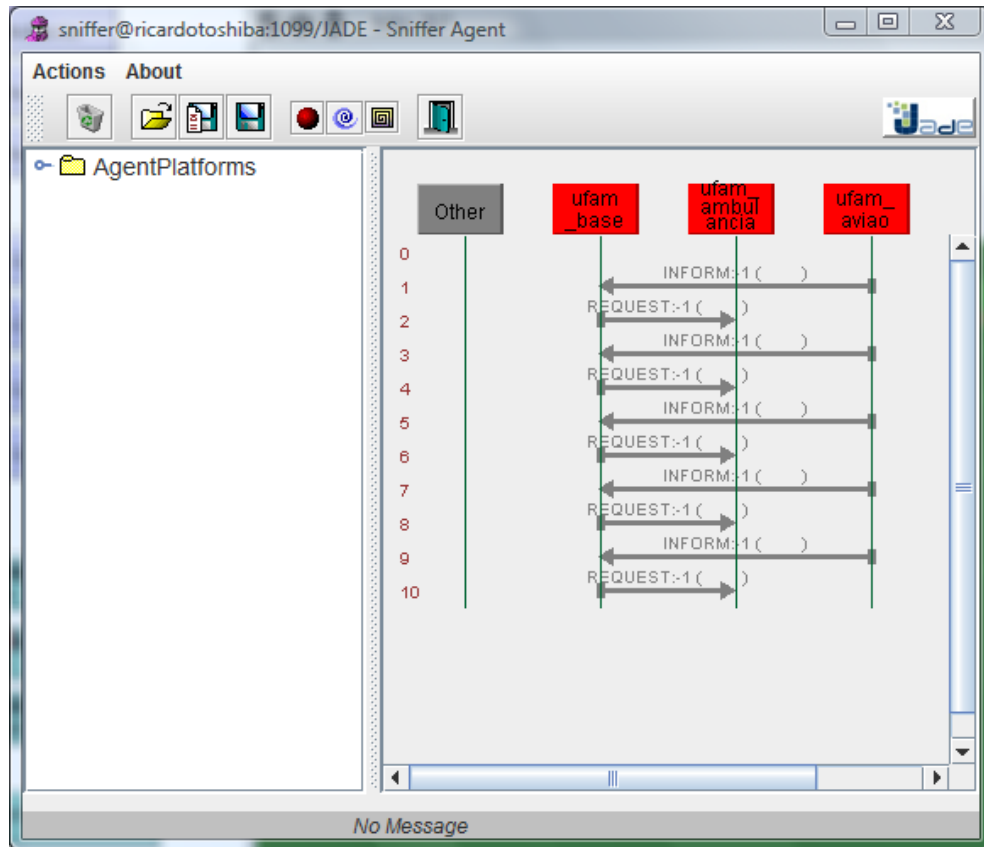 sniffer@ricardotoshiba:1099/JADE - Sniffer Agent
Actions About
Jade
AgentPlatforms
Other
ufam
_base
ufam_
ambul
ancia
ufam_
aviao
0
INFORM:-1 ( )
1
REQUEST:-1 ( )
2
INFORM:-1 ( )
3
REQUEST:-1 ( )
4
INFORM:-1 ( )
5
REQUEST:-1 ( )
6
INFORM:-1 ( )
7
REQUEST:-1 ( )
8
INFORM:-1 ( )
9
REQUEST:-1 ( )
10
No Message